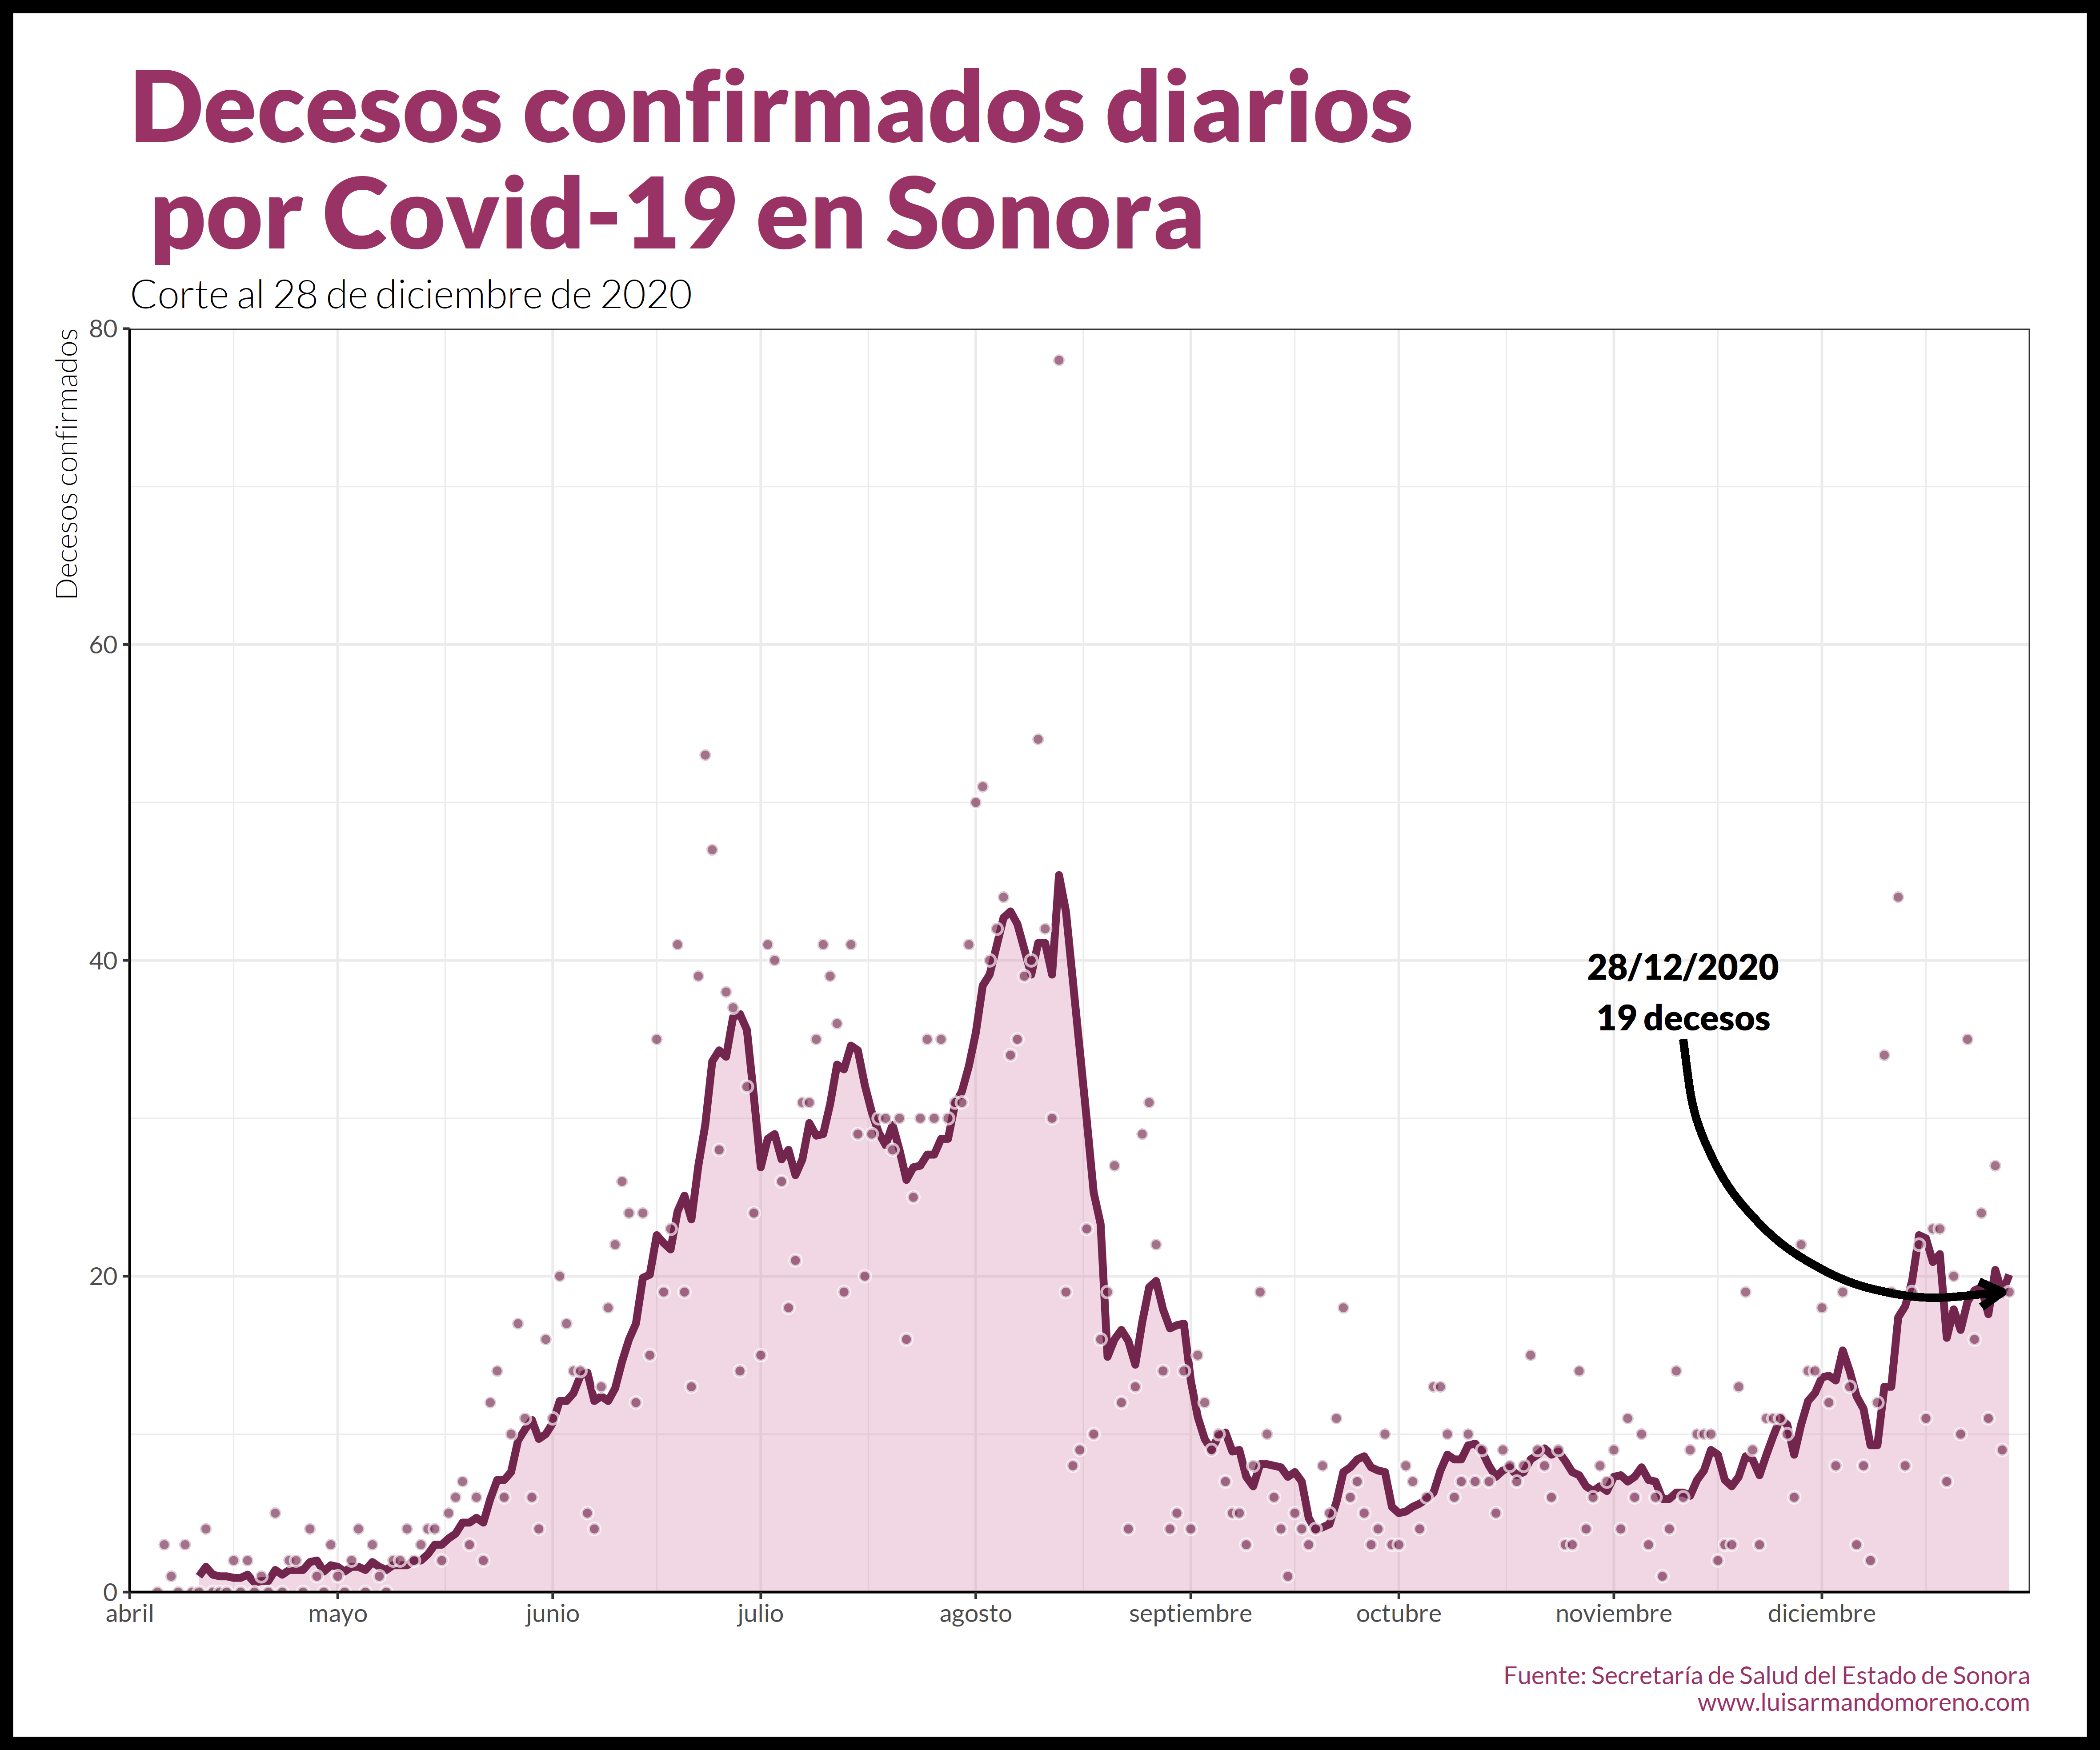 Decesos confirmados diarios
por Covid-19 en Sonora
Corte al 28 de diciembre de 2020
Decesos confirmados
80
60
40
20
0
28/12/2020
19 decesos
abril mayo junio julio agosto septiembre octubre noviembre diciembre
Fuente: Secretaría de Salud del Estado de Sonora
www.luisarmandomoreno.com